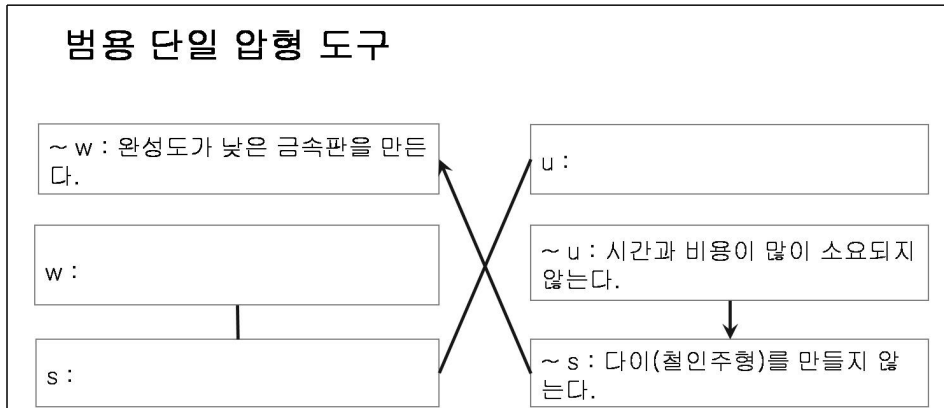 범용 단일 압형 도구
~ w : 완성도가 낮은 금속판을 만든
다.
u :
w :
~ u : 시간과 비용이 많이 소요되지
않는다.
s :
~ s : 다이(철인주형)를 만들지 않
는다.